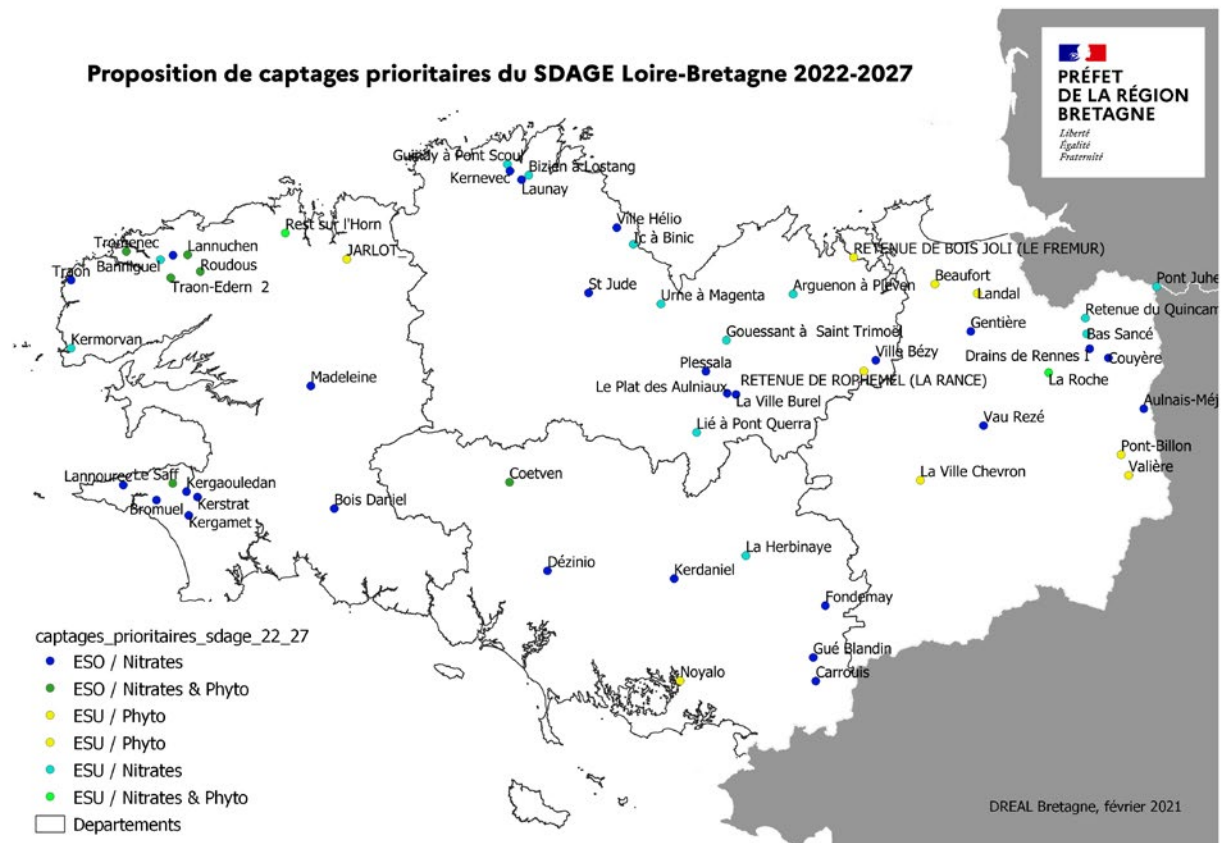 Proposition de captages prioritaires du SDAGE Loire-Bretagne 2022-2027
PRÉFET
DE LA RÉGION
BRETAGNE
Liberté
Égalité
Fraternité
Guindy à Pont Scoul
Bizien à Lostang
Kernevec
Launay
Ville Hélio
Ic à Binic
Rest sur l'Horn
JARLOT_
Tromenec
Lannuchen
Banniguel
Roudous
Traon
Traon-Edern 2
RETENUE DE BOIS JOLI (LE FREMUR)
Beaufort
Landal
Pont Juhe
St Jude
Urne à Magenta
Arguenon à Pleven
Gentière
Retenue du Quincam
Bas Sancé
Kermorvan
Gouessant à Saint Trimoël
Ville Bézy
Drains de Rennes I
Couyère
Madeleine
Plessala
RETENUE DE ROPHEMEL (LA RANCE)
La Roche
Le Plat des Aulniaux
La Ville Burel
Aulnais-Méj
Lié à Pont Querra
Vau Rezé
Pont-Billon
Valière
La Ville Chevron
Lannourec
Le Saff
Kergaouledan
Coetven
Bromuel
Kerstrat
Kergamet
Bois Daniel
La Herbinaye
Dézinio
Kerdaniel
Fondemay
Gué Blandin
Noyalo
Carrouis
captages_prioritaires_sdage_22_27
ESO / Nitrates
ESO / Nitrates & Phyto
ESU / Phyto
ESU / Phyto
ESU / Nitrates
ESU / Nitrates & Phyto
Departements
DREAL Bretagne, février 2021